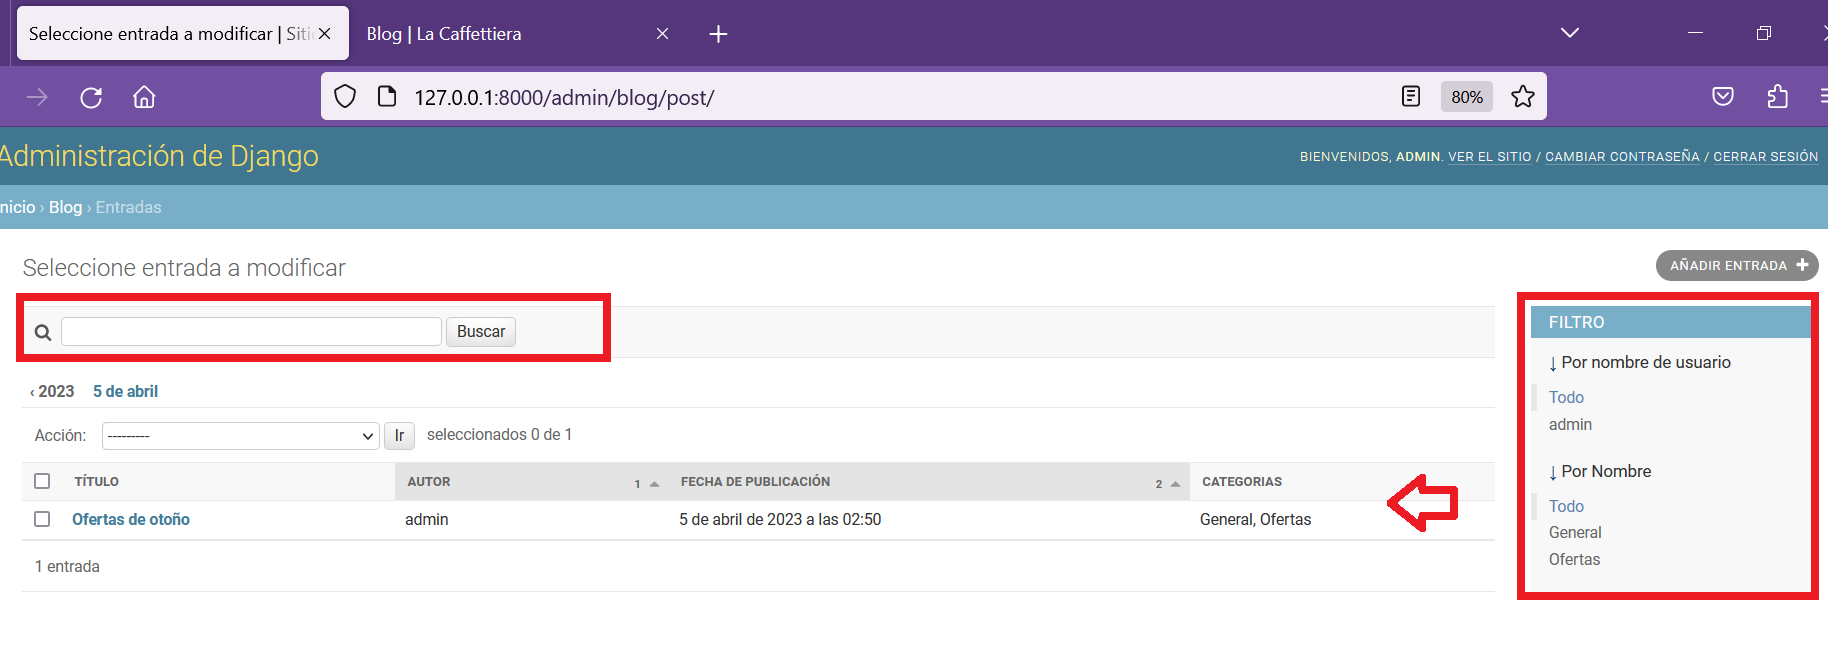 Seleccione entrada a modificar | Siti
Blog | La Caffettiera
127.0.0.1:8000/admin/blog/post/
80%
Administración de Django
BIENVENIDOS, ADMIN. VER EL SITIO / CAMBIAR CONTRASEÑA / CERRAR SESIÓN
nicio › Blog › Entradas
Seleccione entrada a modificar
AÑADIR ENTRADA +
Buscar
‹ 2023 5 de abril
Acción: --------- Ir seleccionados 0 de 1
TÍTULO AUTOR 1 FECHA DE PUBLICACIÓN 2 CATEGORIAS
Ofertas de otoño admin 5 de abril de 2023 a las 02:50 General, Ofertas
1 entrada
FILTRO
↓ Por nombre de usuario
Todo
admin
↓ Por Nombre
Todo
General
Ofertas